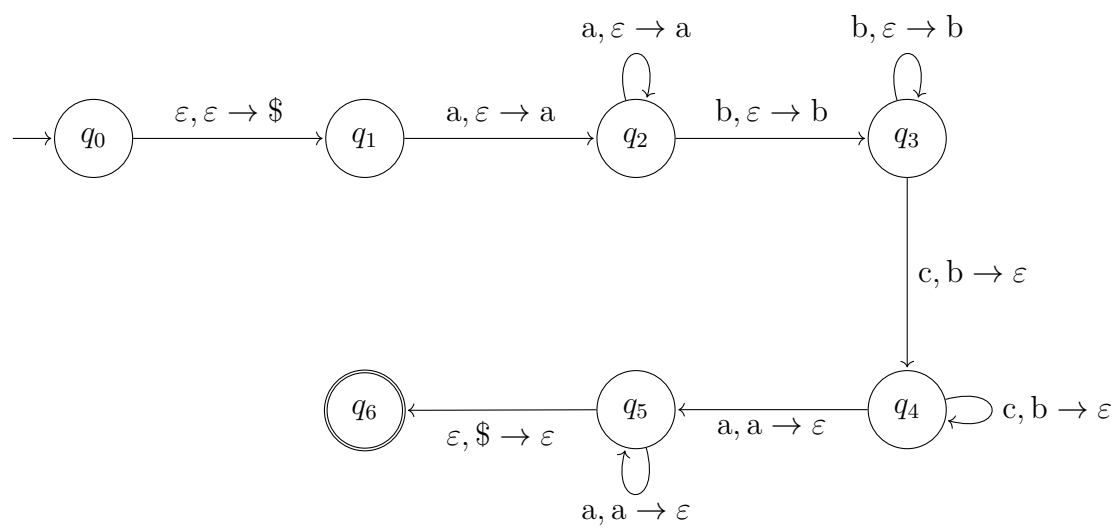 a, ε → a b, ε → b
ε, ε → $ a, ε → a b, ε → b
q₀ q₁ q₂ q₃
c, b → ε
q₆ q₅ q₄ c, b → ε
ε, $ → ε a, a → ε
a, a → ε